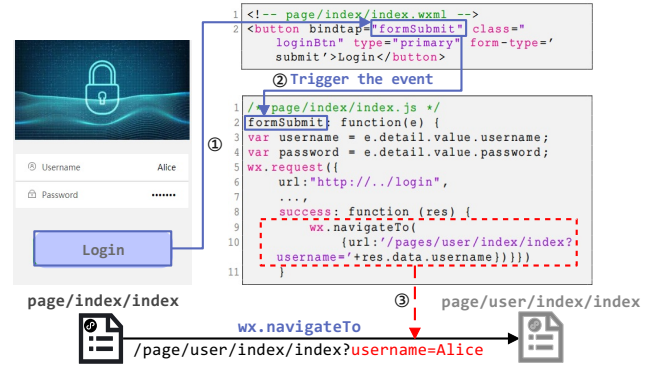 1 <!-- page/index/index.wxml -->
2 <button bindtap="formSubmit" class="
loginBtn" type="primary" form-type='
submit'>Login</button>
② Trigger the event
①
Username Alice
Password •••••••
Login
1 /* page/index/index.js */
2 formSubmit: function(e) {
3 var username = e.detail.value.username;
4 var password = e.detail.value.password;
5 wx.request({
6 url:"http://../login",
7 ...,
8 success: function (res) {
9 wx.navigateTo(
10 {url:'/pages/user/index/index?
username='+res.data.username})}})
11 }
③
page/index/index
page/user/index/index
wx.navigateTo
/page/user/index/index?username=Alice